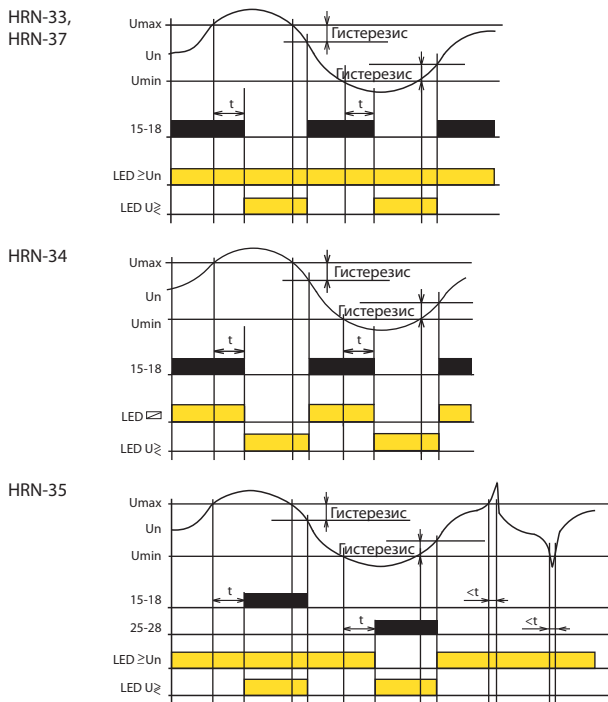 HRN-33,
HRN-37
Umax
Гистерезис
Un
Гистерезис
Umin
t
t
15-18
LED ≥Un
LED U≷
HRN-34
Umax
Гистерезис
Un
Гистерезис
Umin
t
t
15-18
LED
LED U≷
HRN-35
Umax
Гистерезис
Un
Гистерезис
Umin
t
<t
15-18
t
<t
25-28
LED ≥Un
LED U≷